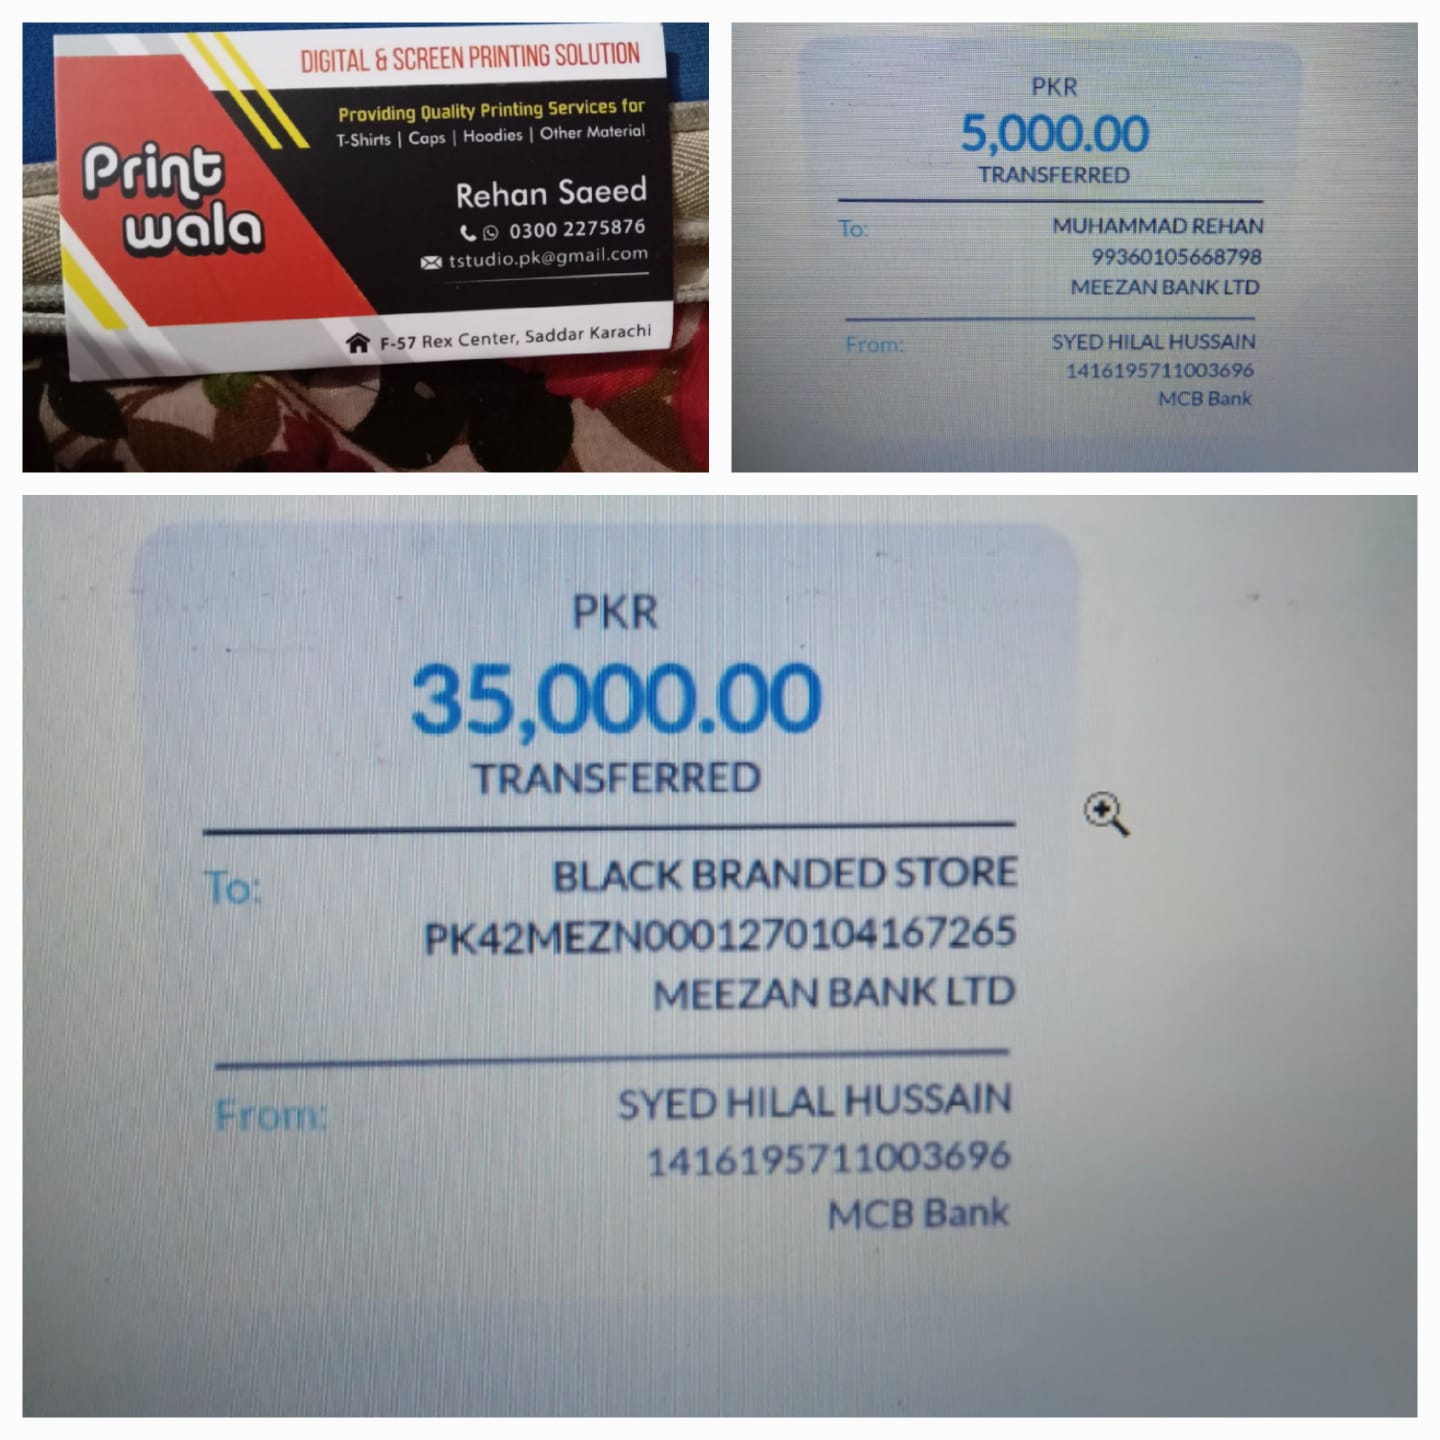 DIGITAL & SCREEN PRINTING SOLUTION
Providing Quality Printing Services for
T-Shirts | Caps | Hoodies | Other Material
Print
wala
Rehan Saeed
0300 2275876
tstudio.pk@gmail.com
F-57 Rex Center, Saddar Karachi
PKR
5,000.00
TRANSFERRED
To: MUHAMMAD REHAN
99360105668798
MEEZAN BANK LTD
From: SYED HILAL HUSSAIN
1416195711003696
MCB Bank
PKR
35,000.00
TRANSFERRED
To: BLACK BRANDED STORE
PK42MEZN0001270104167265
MEEZAN BANK LTD
From: SYED HILAL HUSSAIN
1416195711003696
MCB Bank